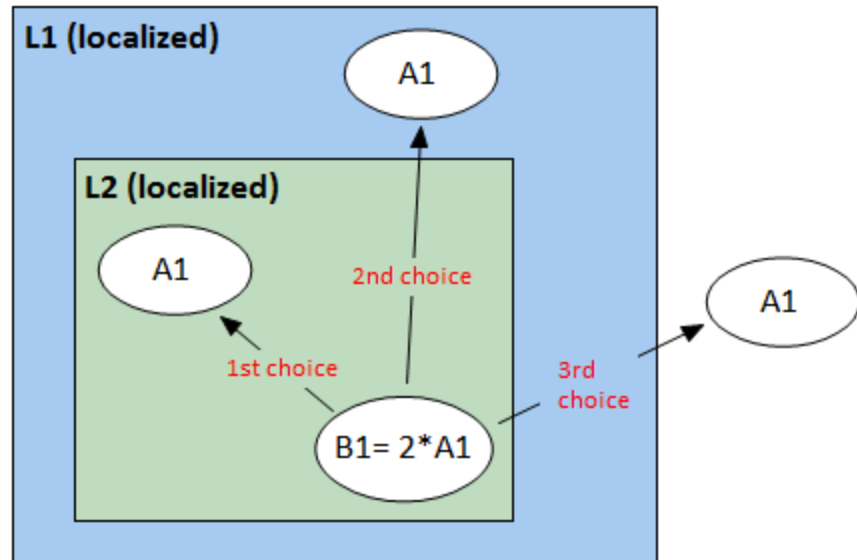 L1 (localized)
A1
L2 (localized)
A1
2nd choice
A1
1st choice
3rd
choice
B1= 2*A1